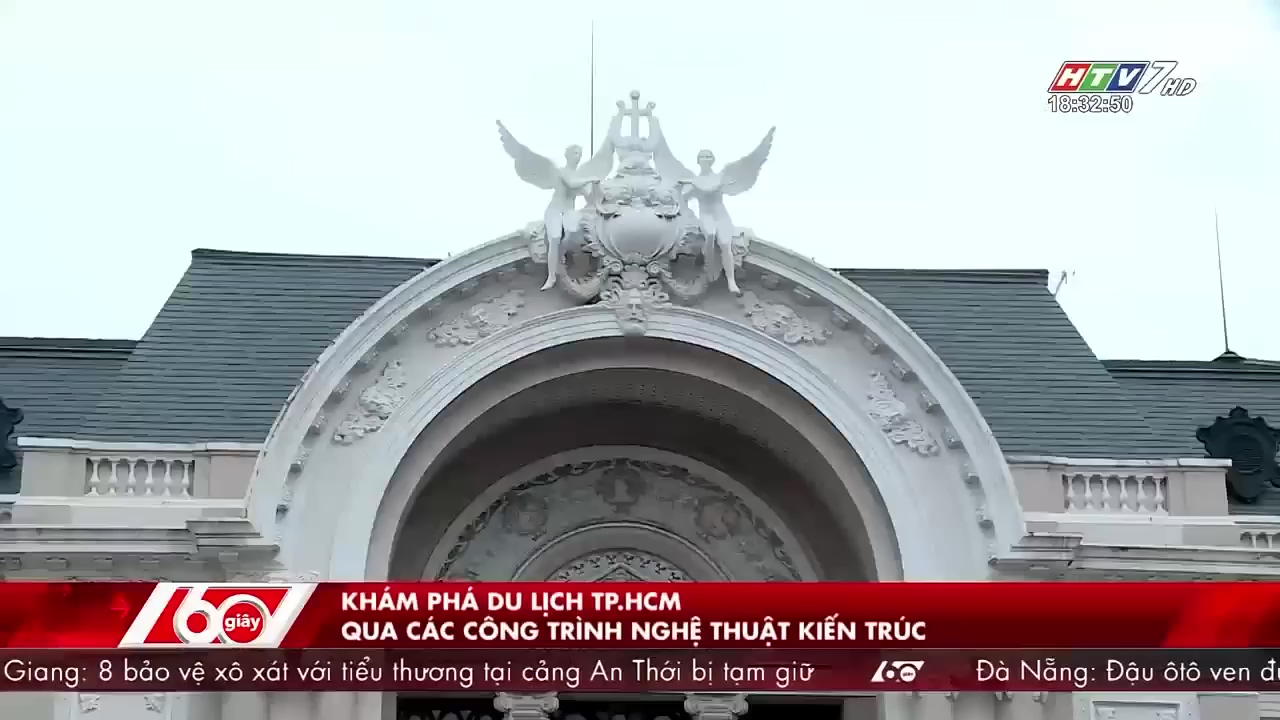 HTV7 HD
18:32:50
60 giây
KHÁM PHÁ DU LỊCH TP.HCM
QUA CÁC CÔNG TRÌNH NGHỆ THUẬT KIẾN TRÚC
Giang: 8 bảo vệ xô xát với tiểu thương tại cảng An Thới bị tạm giữ 60 Đà Nẵng: Đậu ôtô ven